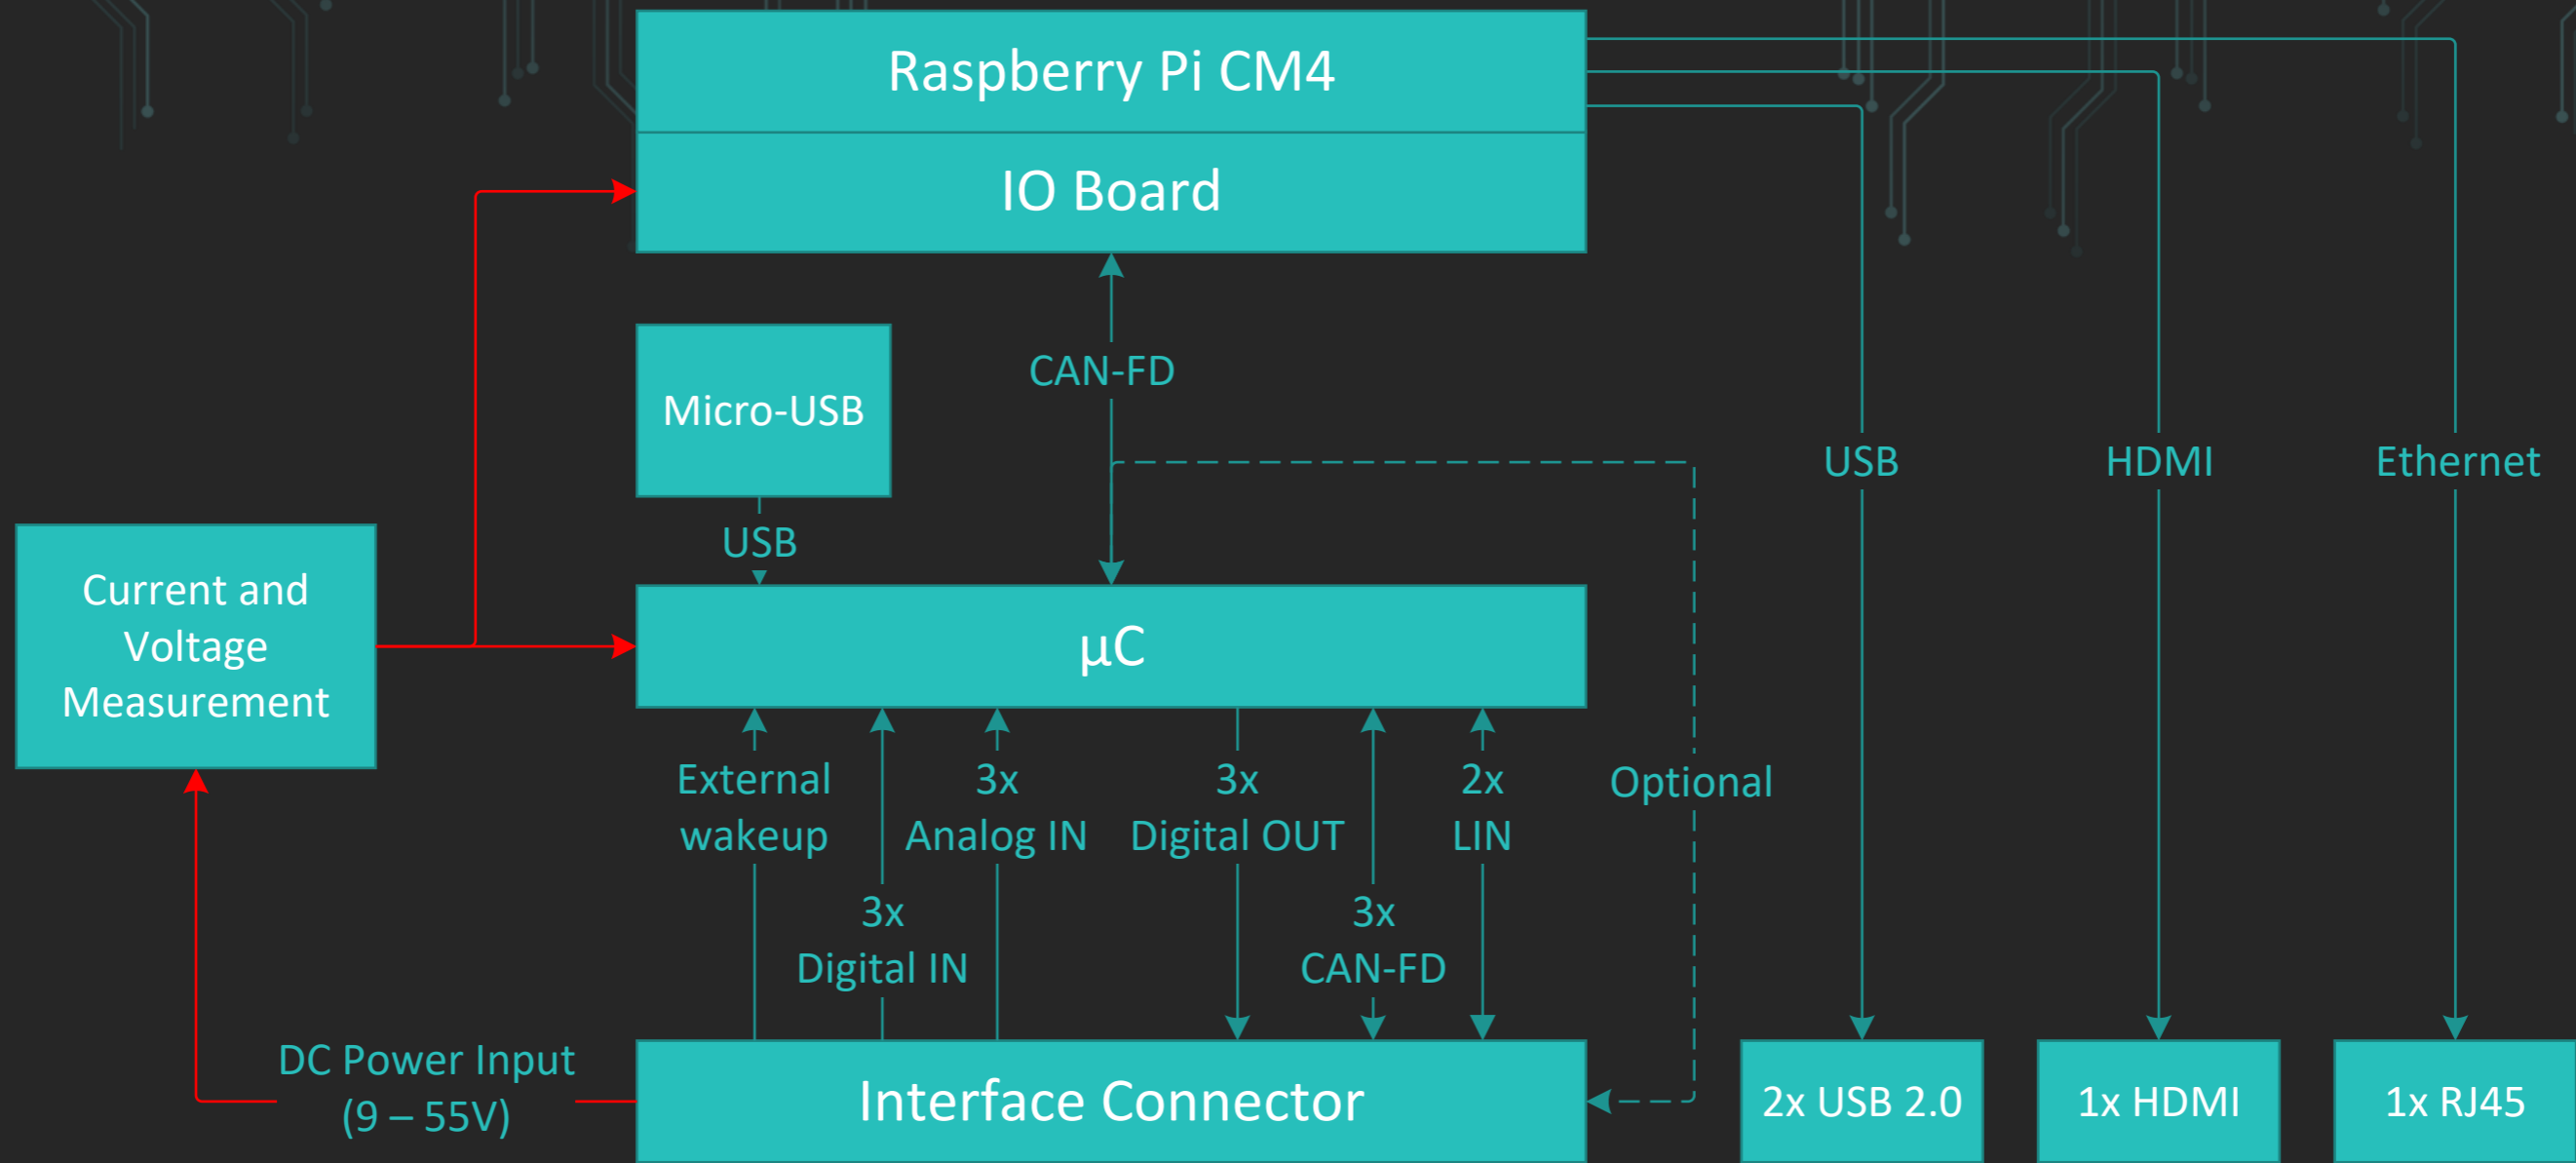 Raspberry Pi CM4
IO Board
CAN-FD
Micro-USB
USB
USB
HDMI
Ethernet
Current and
Voltage
Measurement
µC
External
wakeup
3x
Digital IN
3x
Analog IN
3x
Digital OUT
3x
CAN-FD
2x
LIN
Optional
DC Power Input
(9 – 55V)
Interface Connector
2x USB 2.0
1x HDMI
1x RJ45